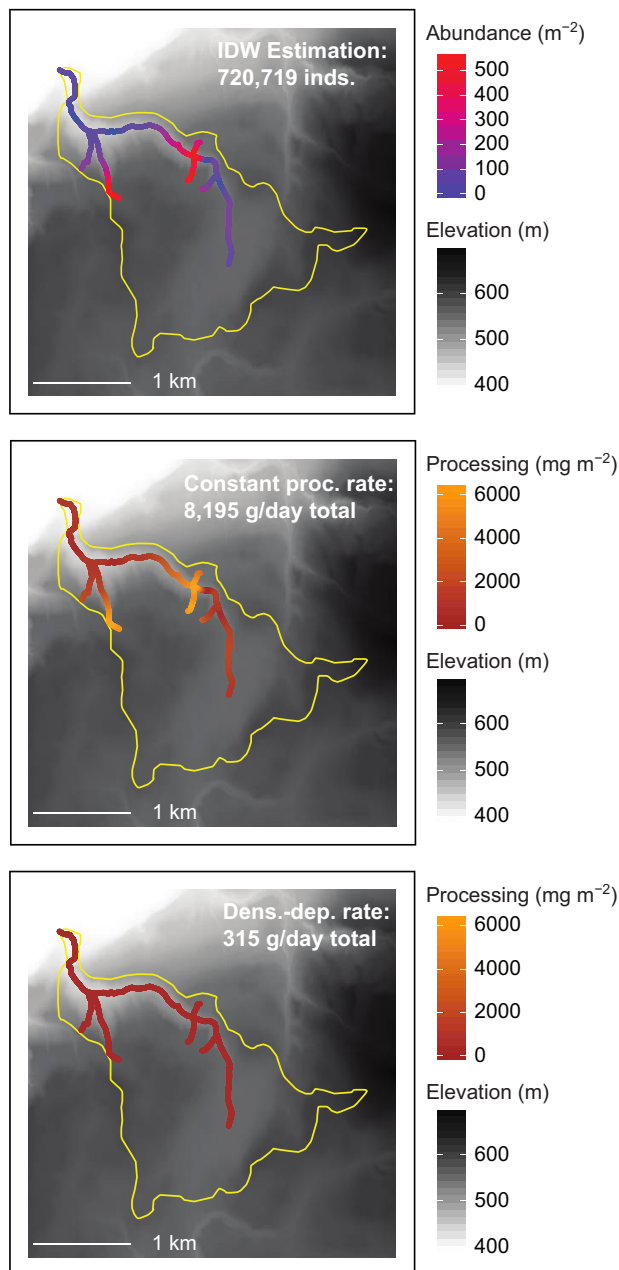 IDW Estimation:
720,719 inds.
1 km
Abundance (m⁻²)
500
400
300
200
100
0
Elevation (m)
600
500
400
Constant proc. rate:
8,195 g/day total
1 km
Processing (mg m⁻²)
6000
4000
2000
0
Elevation (m)
600
500
400
Dens.-dep. rate:
315 g/day total
1 km
Processing (mg m⁻²)
6000
4000
2000
0
Elevation (m)
600
500
400